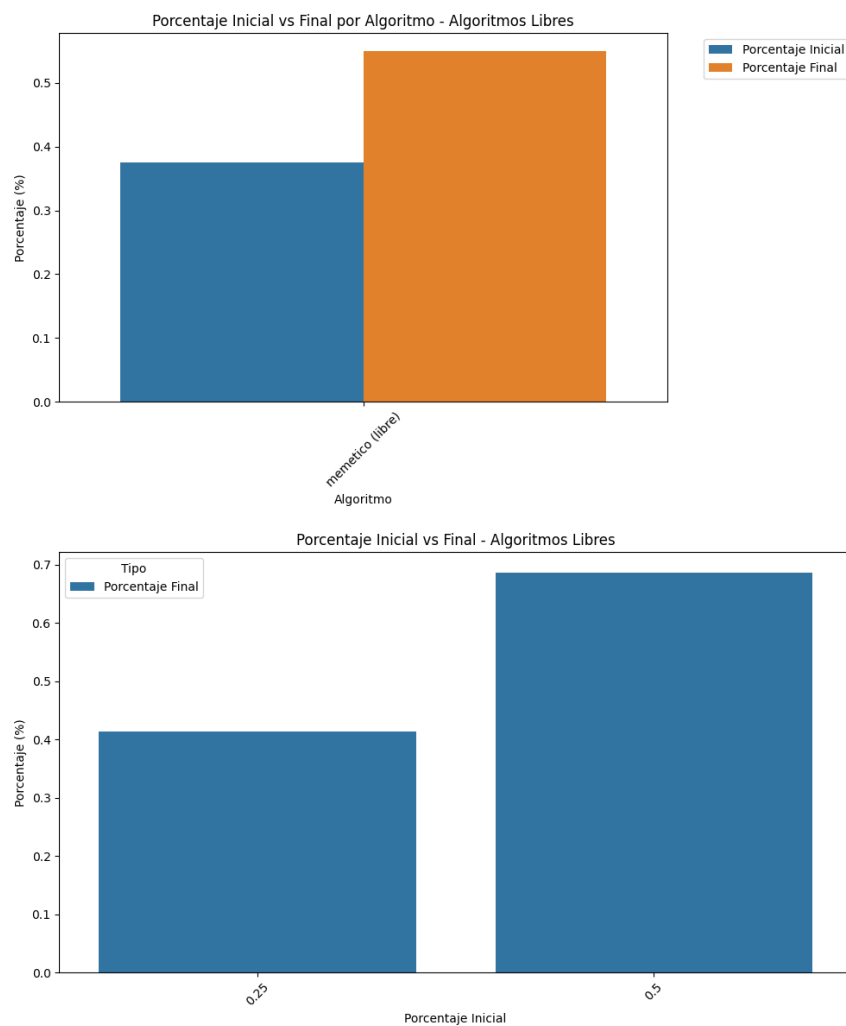 Porcentaje Inicial vs Final por Algoritmo - Algoritmos Libres
Porcentaje Inicial
Porcentaje Final
Porcentaje (%)
0.5
0.4
0.3
0.2
0.1
0.0
memetico (libre)
Algoritmo
Porcentaje Inicial vs Final - Algoritmos Libres
Tipo
Porcentaje Final
Porcentaje (%)
0.7
0.6
0.5
0.4
0.3
0.2
0.1
0.0
0.25
0.5
Porcentaje Inicial